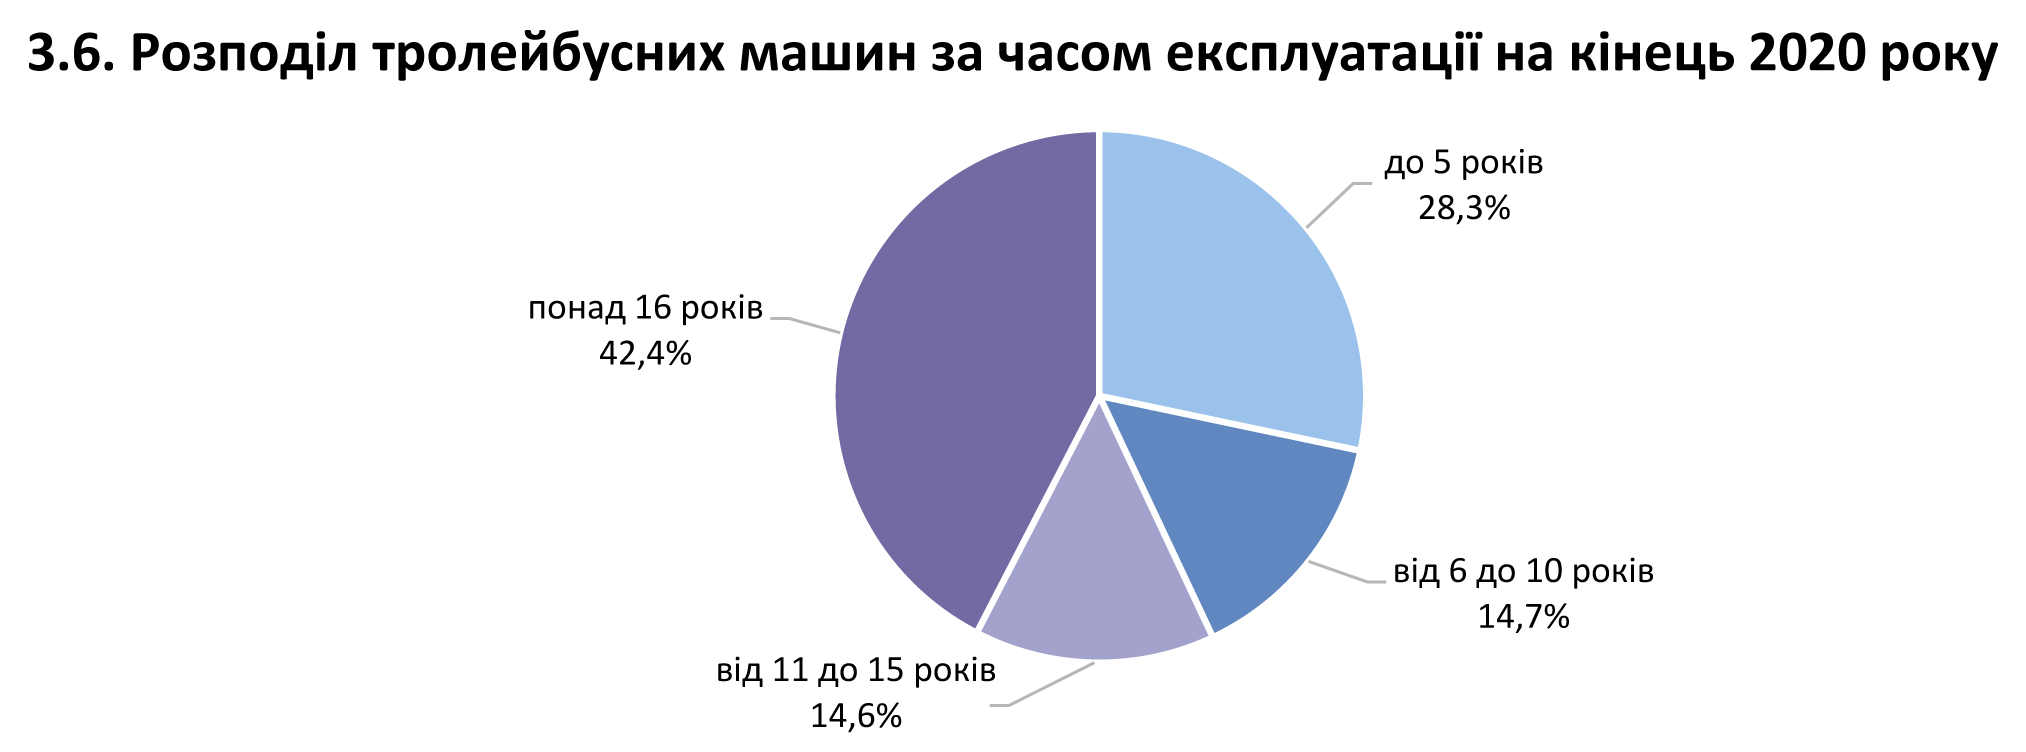 3.6. Розподіл тролейбусних машин за часом експлуатації на кінець 2020 року
до 5 років
28,3%
понад 16 років
42,4%
від 6 до 10 років
14,7%
від 11 до 15 років
14,6%